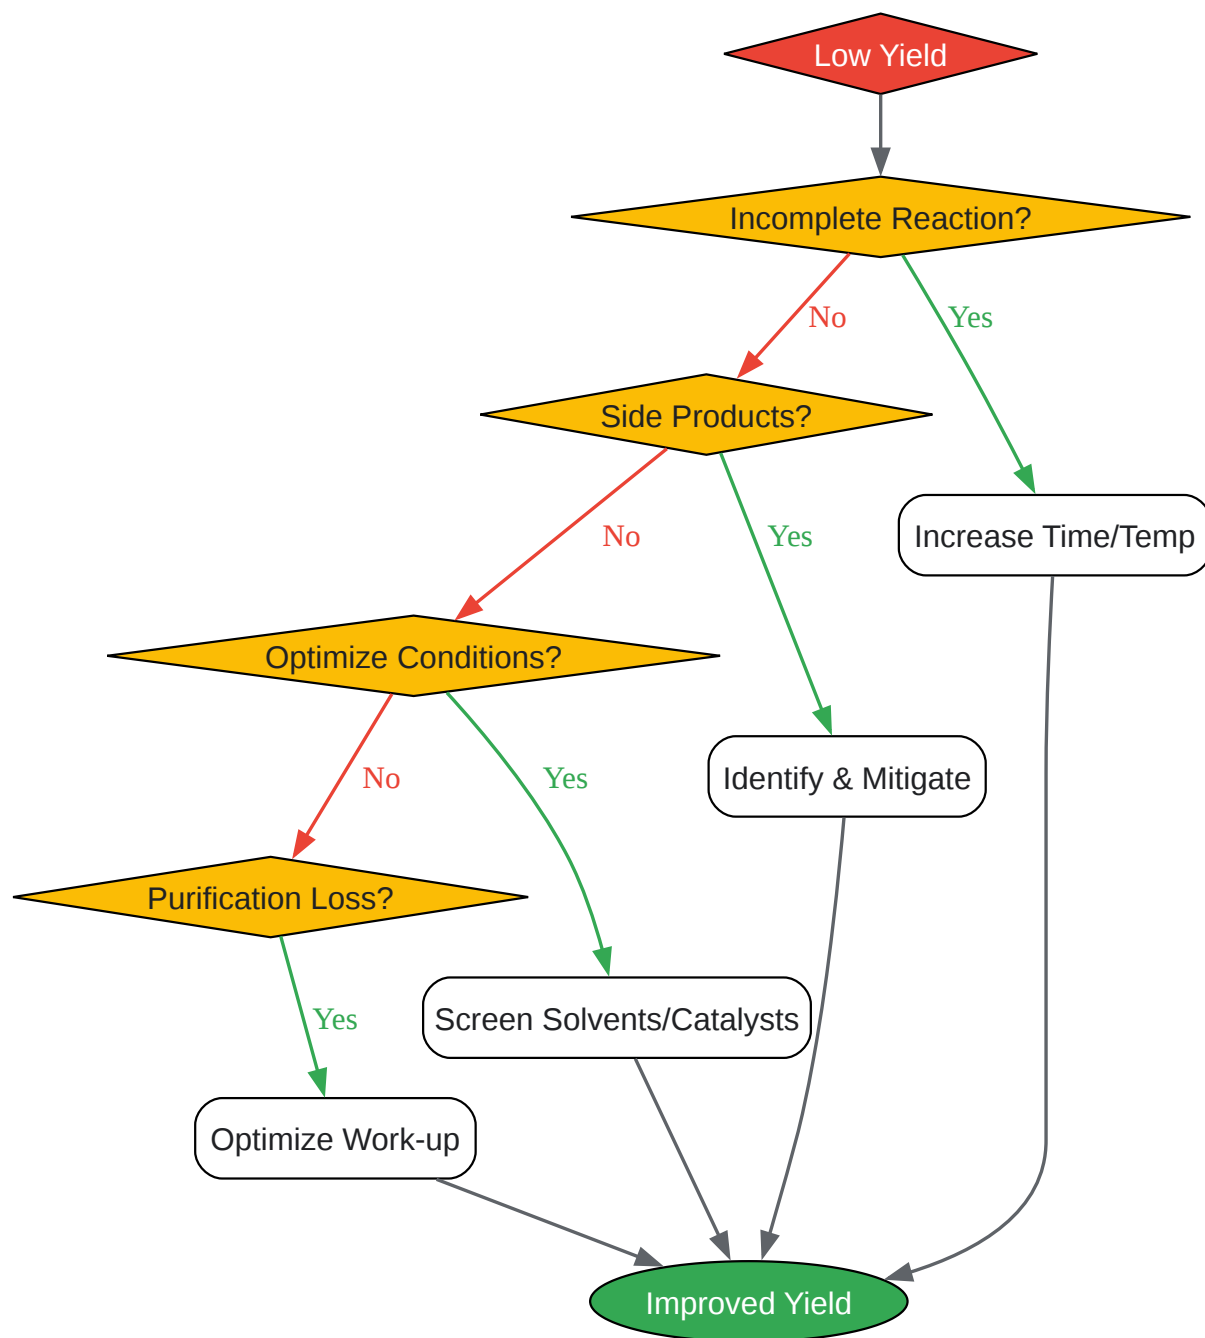 Low Yield
Incomplete Reaction?
No
Yes
Side Products?
No
Yes
Increase Time/Temp
Optimize Conditions?
No
Yes
Identify & Mitigate
Purification Loss?
Yes
Screen Solvents/Catalysts
Optimize Work-up
Improved Yield